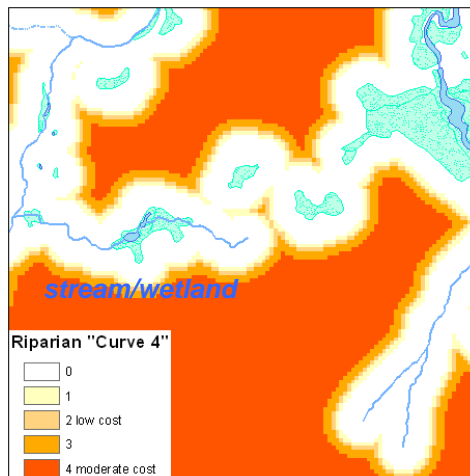 stream/wetland
Riparian "Curve 4"
0
1
2 low cost
3
4 moderate cost